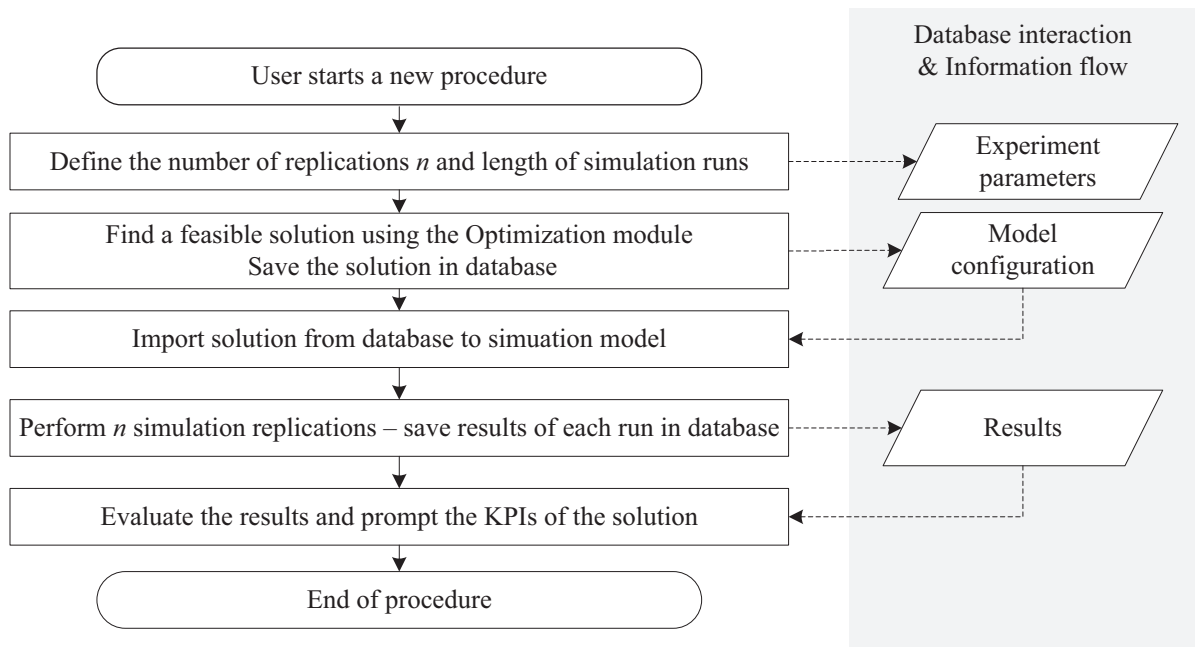 Database interaction
& Information flow
User starts a new procedure
Define the number of replications n and length of simulation runs
Experiment
parameters
Find a feasible solution using the Optimization module
Save the solution in database
Model
configuration
Import solution from database to simuation model
Perform n simulation replications – save results of each run in database
Results
Evaluate the results and prompt the KPIs of the solution
End of procedure